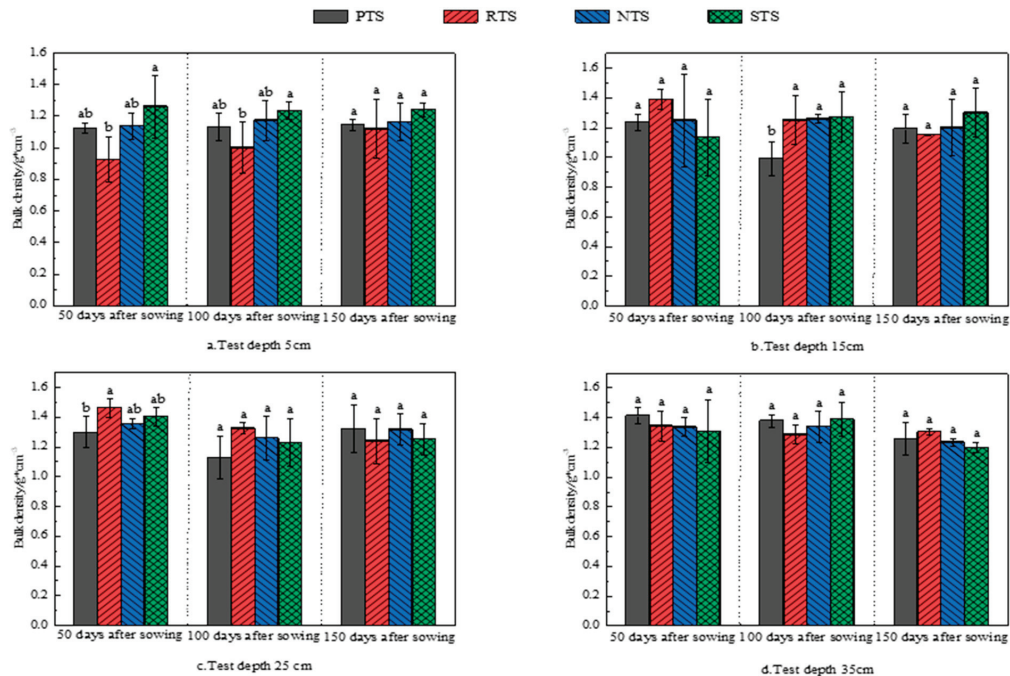 PTS RTS NTS STS
Bulk density/g*cm⁻³
1.6
1.4
1.2
1.0
0.8
0.6
0.4
0.2
0.0
ab b ab a
ab b ab a
a a a a
50 days after sowing 100 days after sowing 150 days after sowing
a.Test depth 5cm
Bulk density/g*cm⁻³
1.6
1.4
1.2
1.0
0.8
0.6
0.4
0.2
0.0
a a a a
b a a a
a a a a
50 days after sowing 100 days after sowing 150 days after sowing
b.Test depth 15cm
Bulk density/g*cm⁻³
1.6
1.4
1.2
1.0
0.8
0.6
0.4
0.2
0.0
b a ab ab
a a a a
a a a a
50 days after sowing 100 days after sowing 150 days after sowing
c.Test depth 25 cm
Bulk density/g*cm⁻³
1.6
1.4
1.2
1.0
0.8
0.6
0.4
0.2
0.0
a a a a
a a a a
a a a a
50 days after sowing 100 days after sowing 150 days after sowing
d.Test depth 35cm